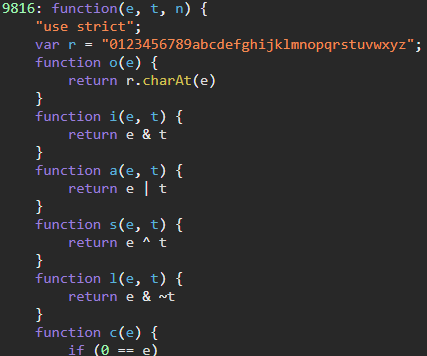 9816: function(e, t, n) {
    "use strict";
    var r = "0123456789abcdefghijklmnopqrstuvwxyz";
    function o(e) {
        return r.charAt(e)
    }
    function i(e, t) {
        return e & t
    }
    function a(e, t) {
        return e | t
    }
    function s(e, t) {
        return e ^ t
    }
    function l(e, t) {
        return e & ~t
    }
    function c(e) {
        if (0 == e)